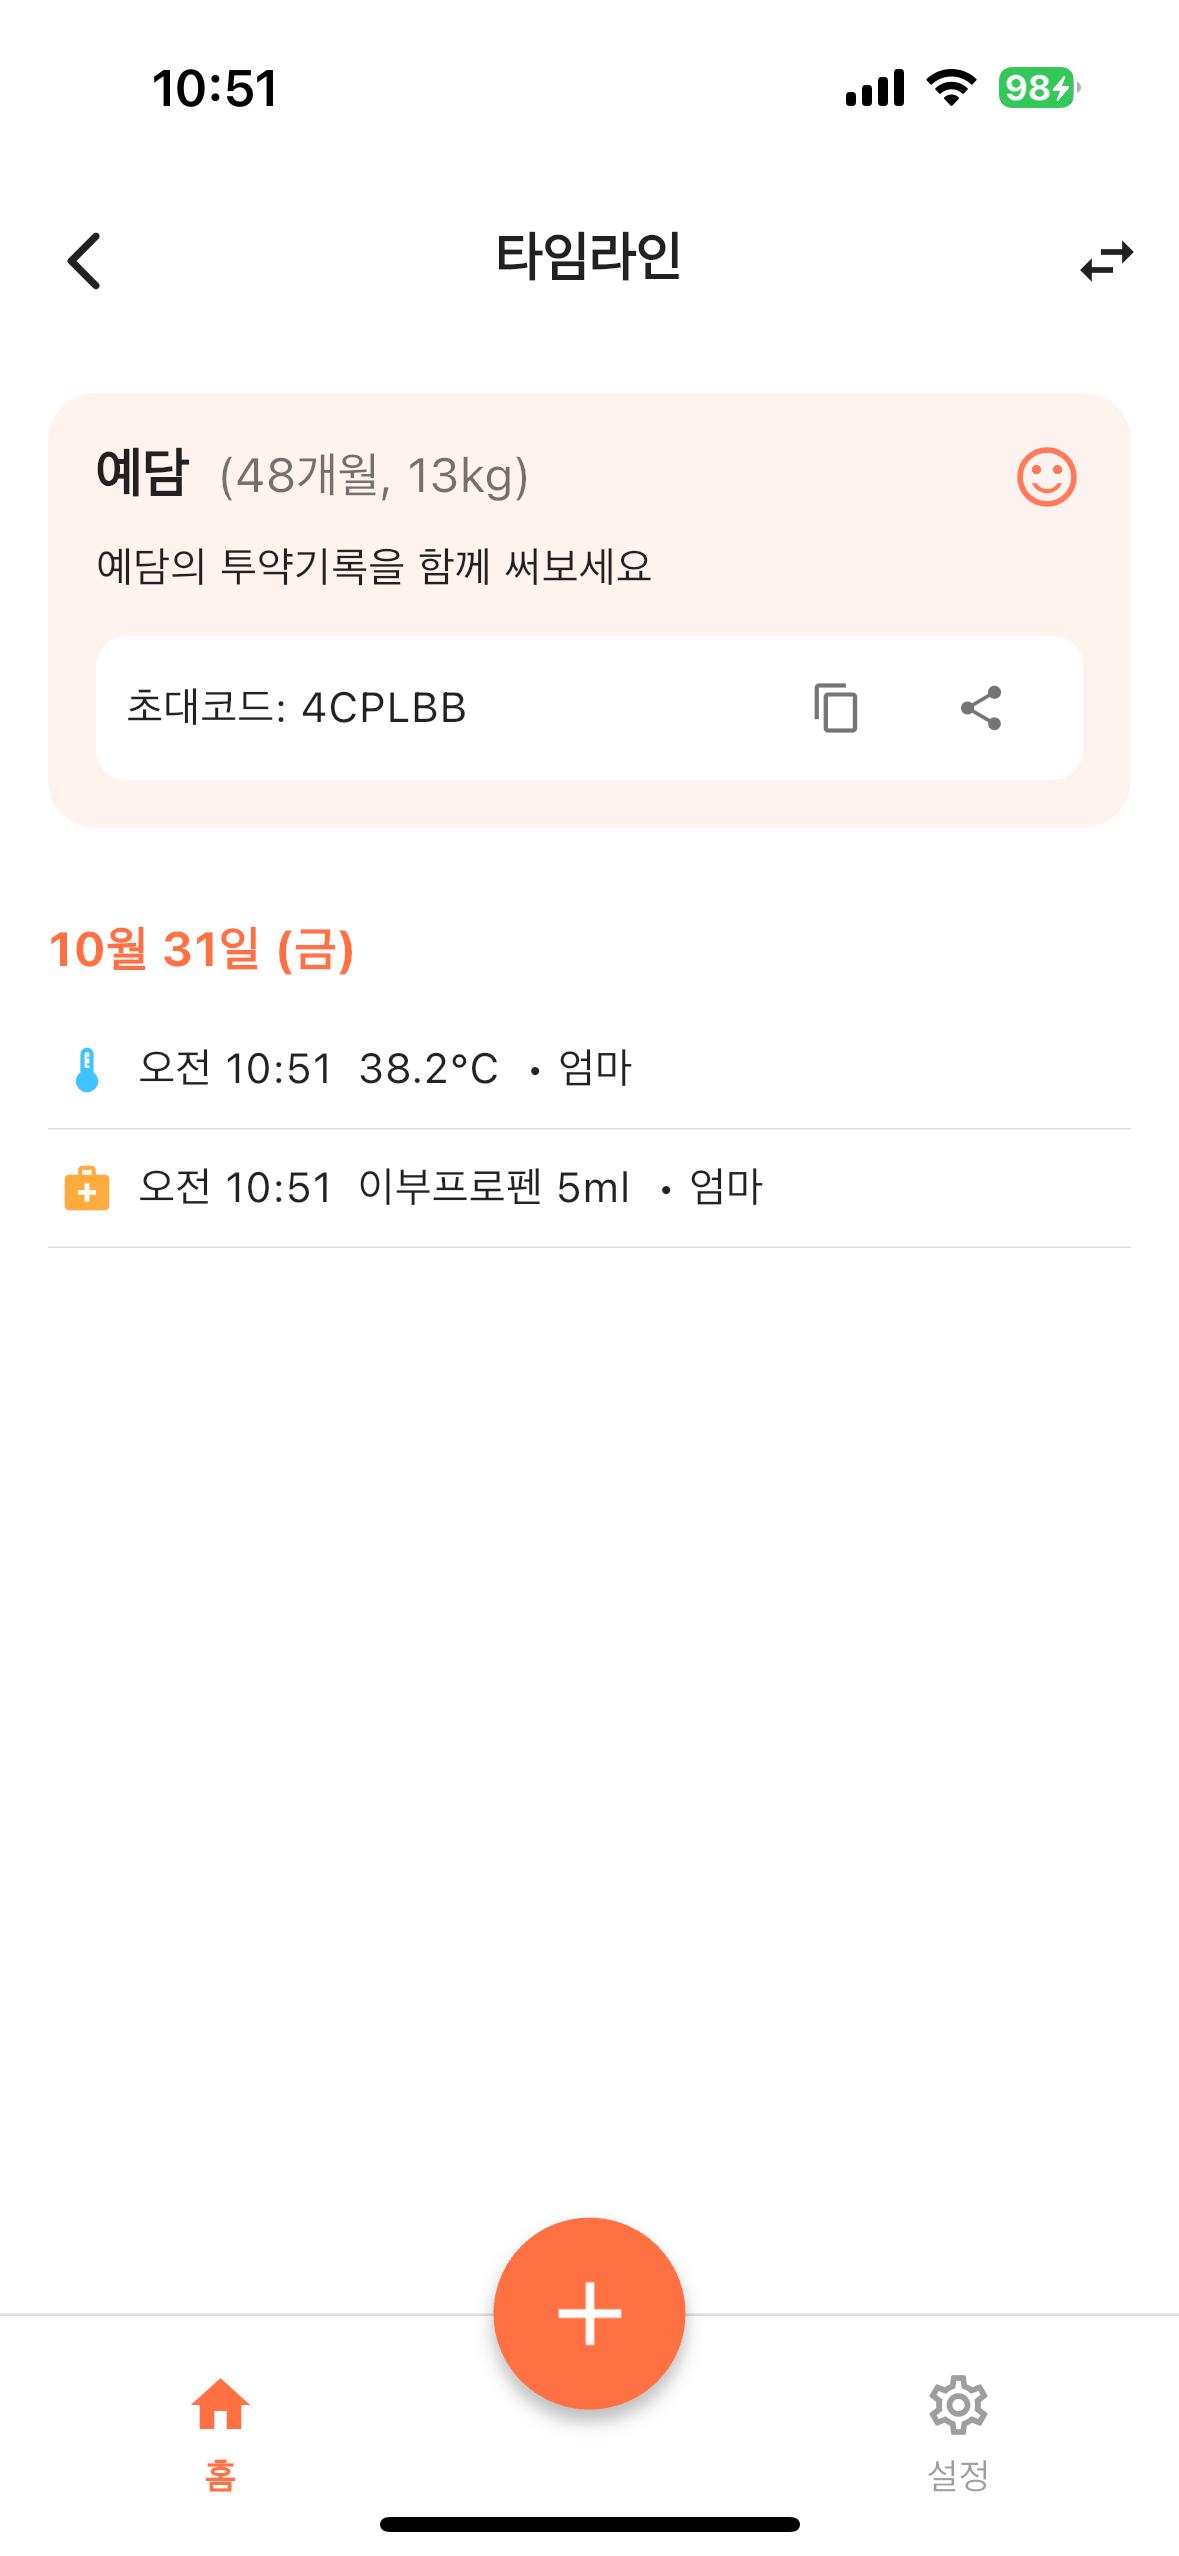 10:51
98
타임라인
예담 (48개월, 13kg)
예담의 투약기록을 함께 써보세요
초대코드: 4CPLBB
10월 31일 (금)
오전 10:51 38.2°C • 엄마
오전 10:51 이부프로펜 5ml • 엄마
홈
설정